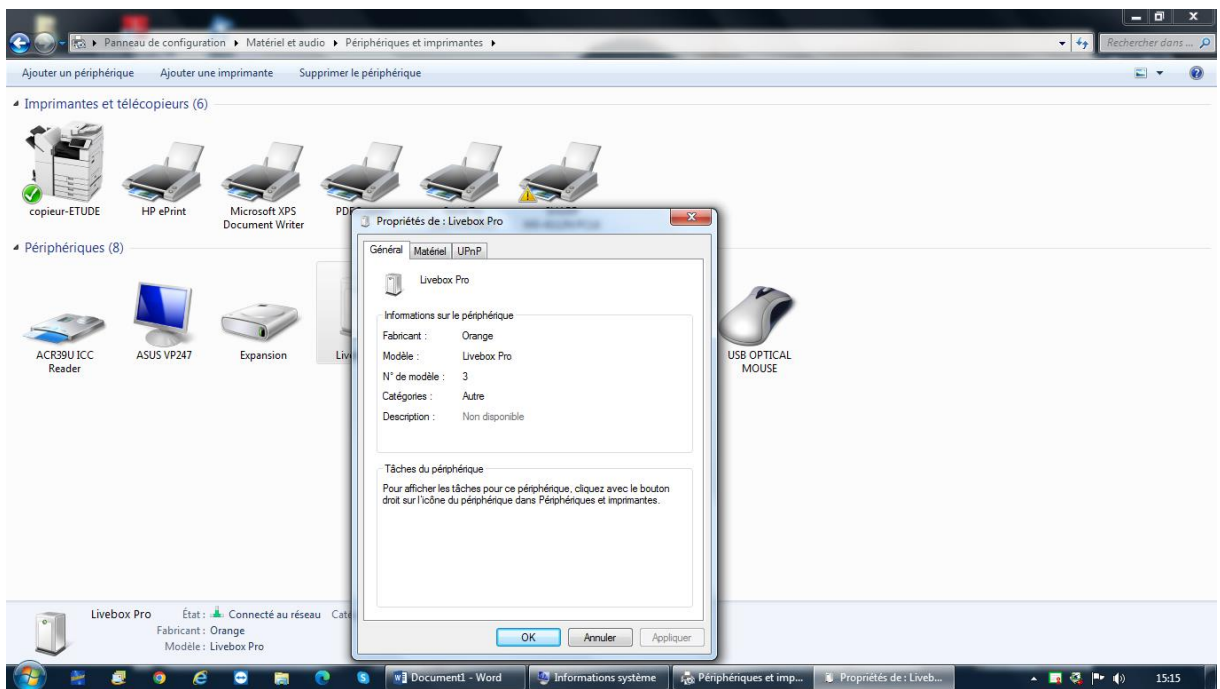 Panneau de configuration ▸ Matériel et audio ▸ Périphériques et imprimantes ▸
Rechercher dans ...
Ajouter un périphérique Ajouter une imprimante Supprimer le périphérique
Imprimantes et télécopieurs (6)
copieur-ETUDE
HP ePrint
Microsoft XPS
Document Writer
Périphériques (8)
ACR39U ICC
Reader
ASUS VP247
Expansion
USB OPTICAL
MOUSE
Propriétés de : Livebox Pro
Général Matériel UPnP
Livebox Pro
Informations sur le périphérique
Fabricant : Orange
Modèle : Livebox Pro
N° de modèle : 3
Catégories : Autre
Description : Non disponible
Tâches du périphérique
Pour afficher les tâches pour ce périphérique, cliquez avec le bouton
droit sur l'icône du périphérique dans Périphériques et imprimantes.
OK Annuler Appliquer
Livebox Pro État : Connecté au réseau
Fabricant : Orange
Modèle : Livebox Pro
Document1 - Word Informations système Périphériques et imp... Propriétés de : Liveb... 15:15